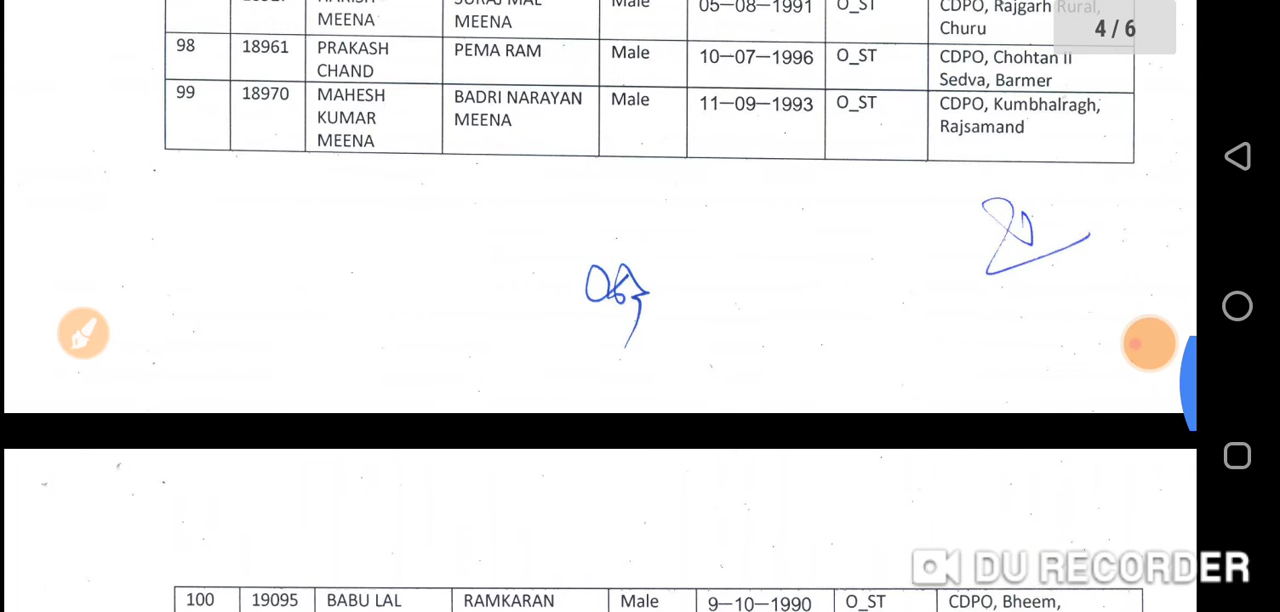 MEENA MEENA Male 05-08-1991 O_ST CDPO, Rajgarh Rural,
Churu
4 / 6
98 18961 PRAKASH PEMA RAM Male 10-07-1996 O_ST CDPO, Chohtan II
CHAND Sedva, Barmer
99 18970 MAHESH BADRI NARAYAN Male 11-09-1993 O_ST CDPO, Kumbhalragh,
KUMAR MEENA Rajsamand
MEENA
DU RECORDER
100 19095 BABU LAL RAMKARAN Male 9-10-1990 O_ST CDPO, Bheem,